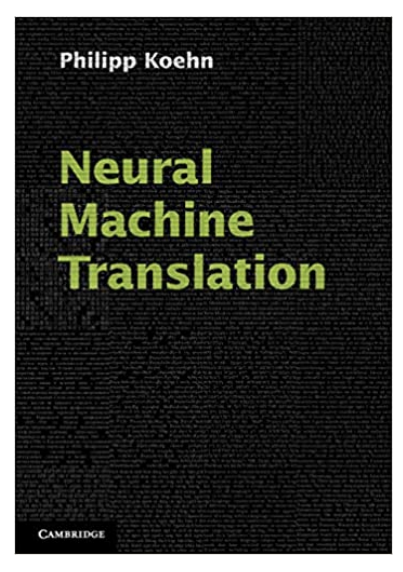 Philipp Koehn
Neural
Machine
Translation
CAMBRIDGE